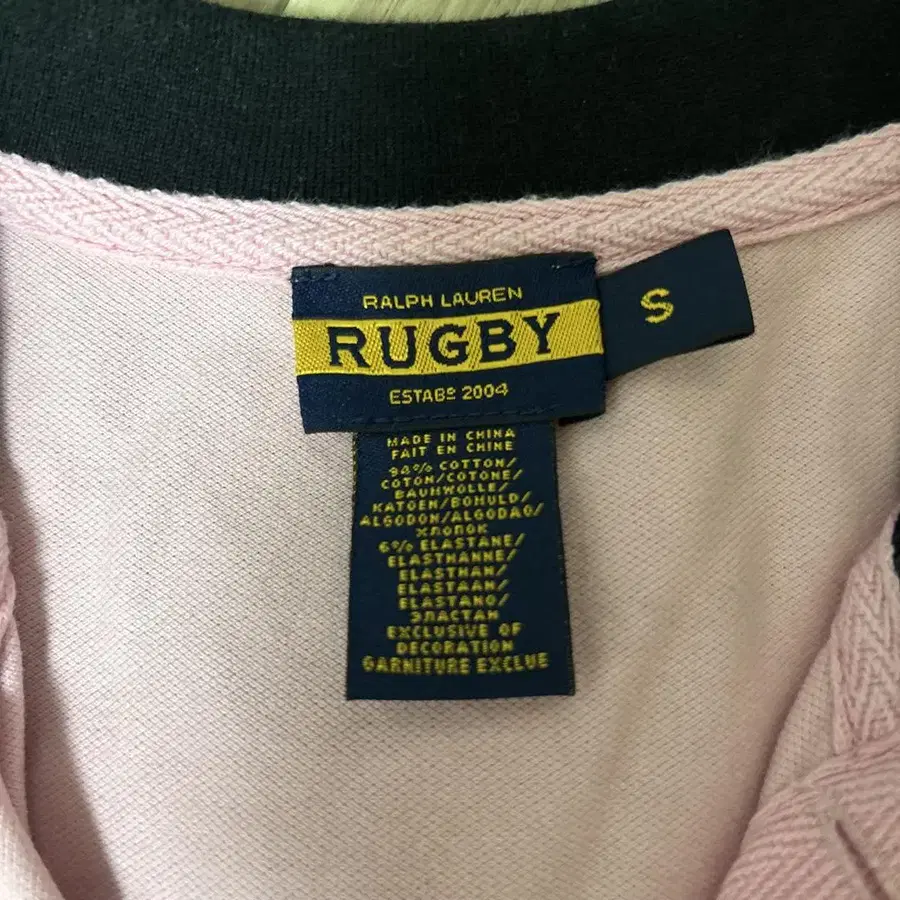 RALPH LAUREN
RUGBY
ESTABᴰ 2004
S
MADE IN CHINA
FAIT EN CHINE
94% COTTON/
COTON/COTONE/
BAUMWOLLE/
KATOEN/BOMULD/
ALGODON/ALGODAO/
ХЛОПОК
6% ELASTANE/
ELASTHANNE/
ELASTHAN/
ELASTAAN/
ELASTANO/
ЭЛАСТАН
EXCLUSIVE OF
DECORATION
GARNITURE EXCLUE